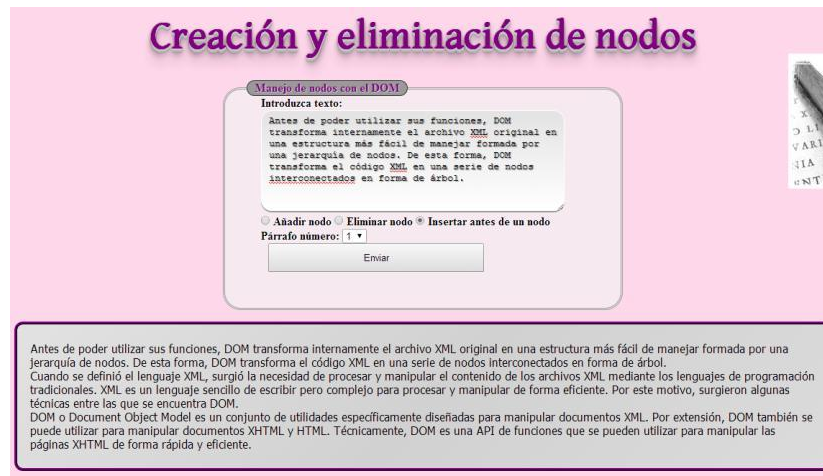 Creación y eliminación de nodos
Manejo de nodos con el DOM
Introduzca texto:
Antes de poder utilizar sus funciones, DOM
transforma internamente el archivo XML original en
una estructura más fácil de manejar formada por
una jerarquía de nodos. De esta forma, DOM
transforma el código XML en una serie de nodos
interconectados en forma de árbol.
Añadir nodo Eliminar nodo Insertar antes de un nodo
Párrafo número: 1
Enviar
Antes de poder utilizar sus funciones, DOM transforma internamente el archivo XML original en una estructura más fácil de manejar formada por una
jerarquía de nodos. De esta forma, DOM transforma el código XML en una serie de nodos interconectados en forma de árbol.
Cuando se definió el lenguaje XML, surgió la necesidad de procesar y manipular el contenido de los archivos XML mediante los lenguajes de programación
tradicionales. XML es un lenguaje sencillo de escribir pero complejo para procesar y manipular de forma eficiente. Por este motivo, surgieron algunas
técnicas entre las que se encuentra DOM.
DOM o Document Object Model es un conjunto de utilidades específicamente diseñadas para manipular documentos XML. Por extensión, DOM también se
puede utilizar para manipular documentos XHTML y HTML. Técnicamente, DOM es una API de funciones que se pueden utilizar para manipular las
páginas XHTML de forma rápida y eficiente.